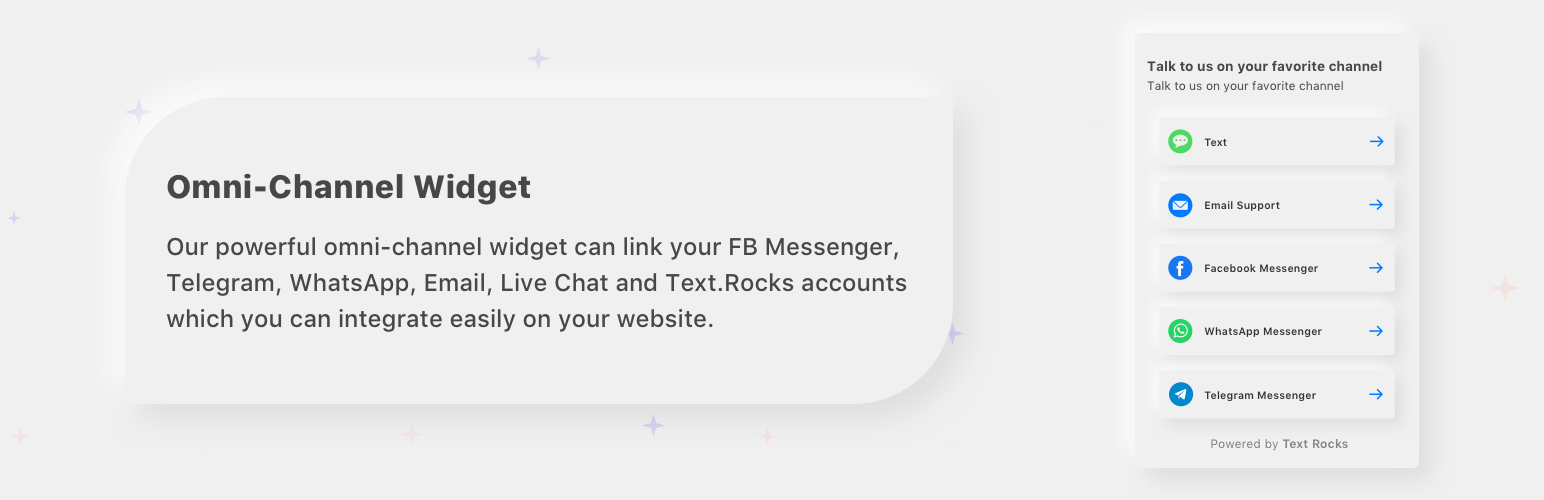 Omni-Channel Widget
Our powerful omni-channel widget can link your FB Messenger,
Telegram, WhatsApp, Email, Live Chat and Text.Rocks accounts
which you can integrate easily on your website.
Talk to us on your favorite channel
Talk to us on your favorite channel
Text
Email Support
Facebook Messenger
WhatsApp Messenger
Telegram Messenger
Powered by Text Rocks